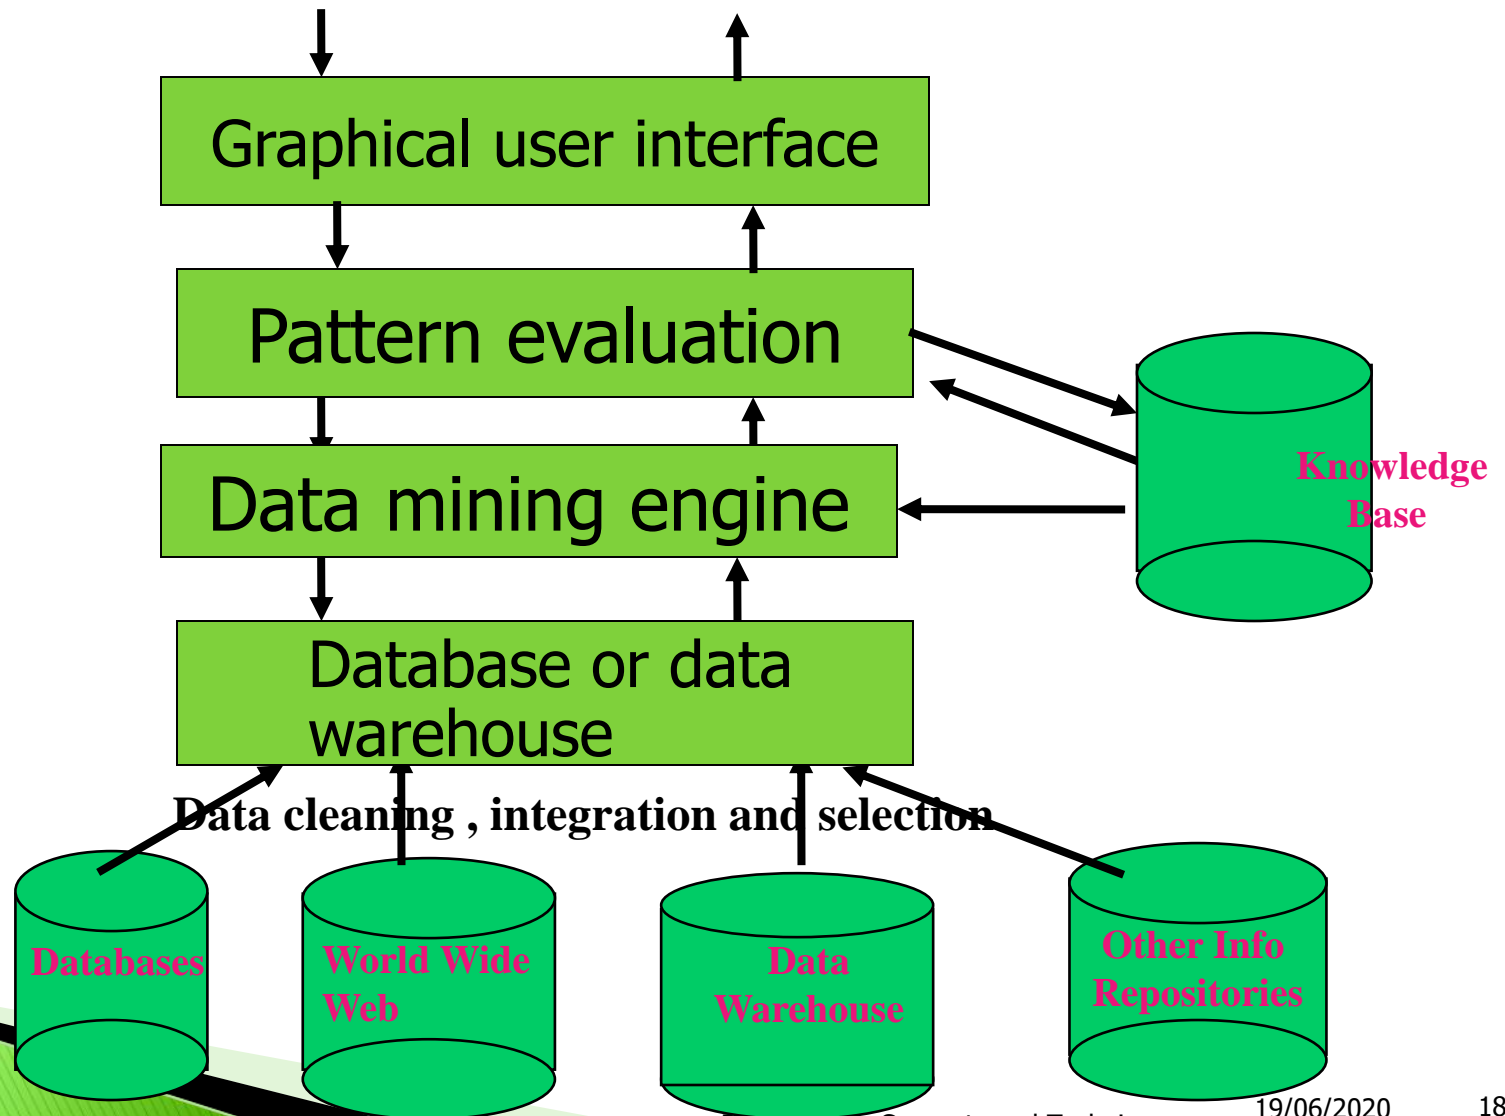 Graphical user interface
Pattern evaluation
Knowledge
Base
Data mining engine
Database or data
warehouse
Data cleaning , integration and selection
Databases
World Wide
Web
Data
Warehouse
Other Info
Repositories
19/06/2020
18